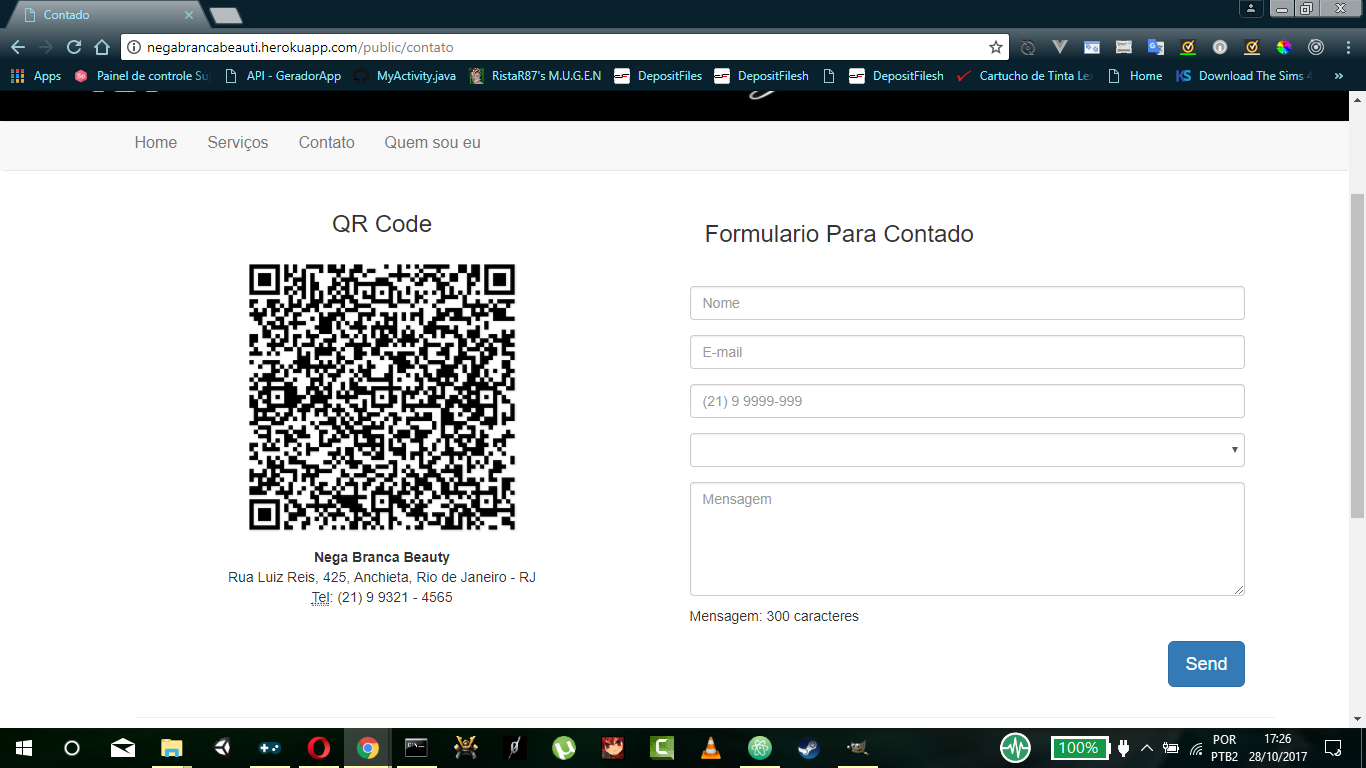 Contado
negabrancabeauti.herokuapp.com/public/contato
Apps
Painel de controle Su
API - GeradorApp
MyActivity.java
RistaR87's M.U.G.E.N
DepositFiles
DepositFilesh
DepositFilesh
Cartucho de Tinta Lex
Home
KS
Download The Sims 4
»
Home
Serviços
Contato
Quem sou eu
QR Code
Nega Branca Beauty
Rua Luiz Reis, 425, Anchieta, Rio de Janeiro - RJ
Tel: (21) 9 9321 - 4565
Formulario Para Contado
Nome
E-mail
(21) 9 9999-999
Mensagem
Mensagem: 300 caracteres
Send
100%
POR
PTB2
17:26
28/10/2017